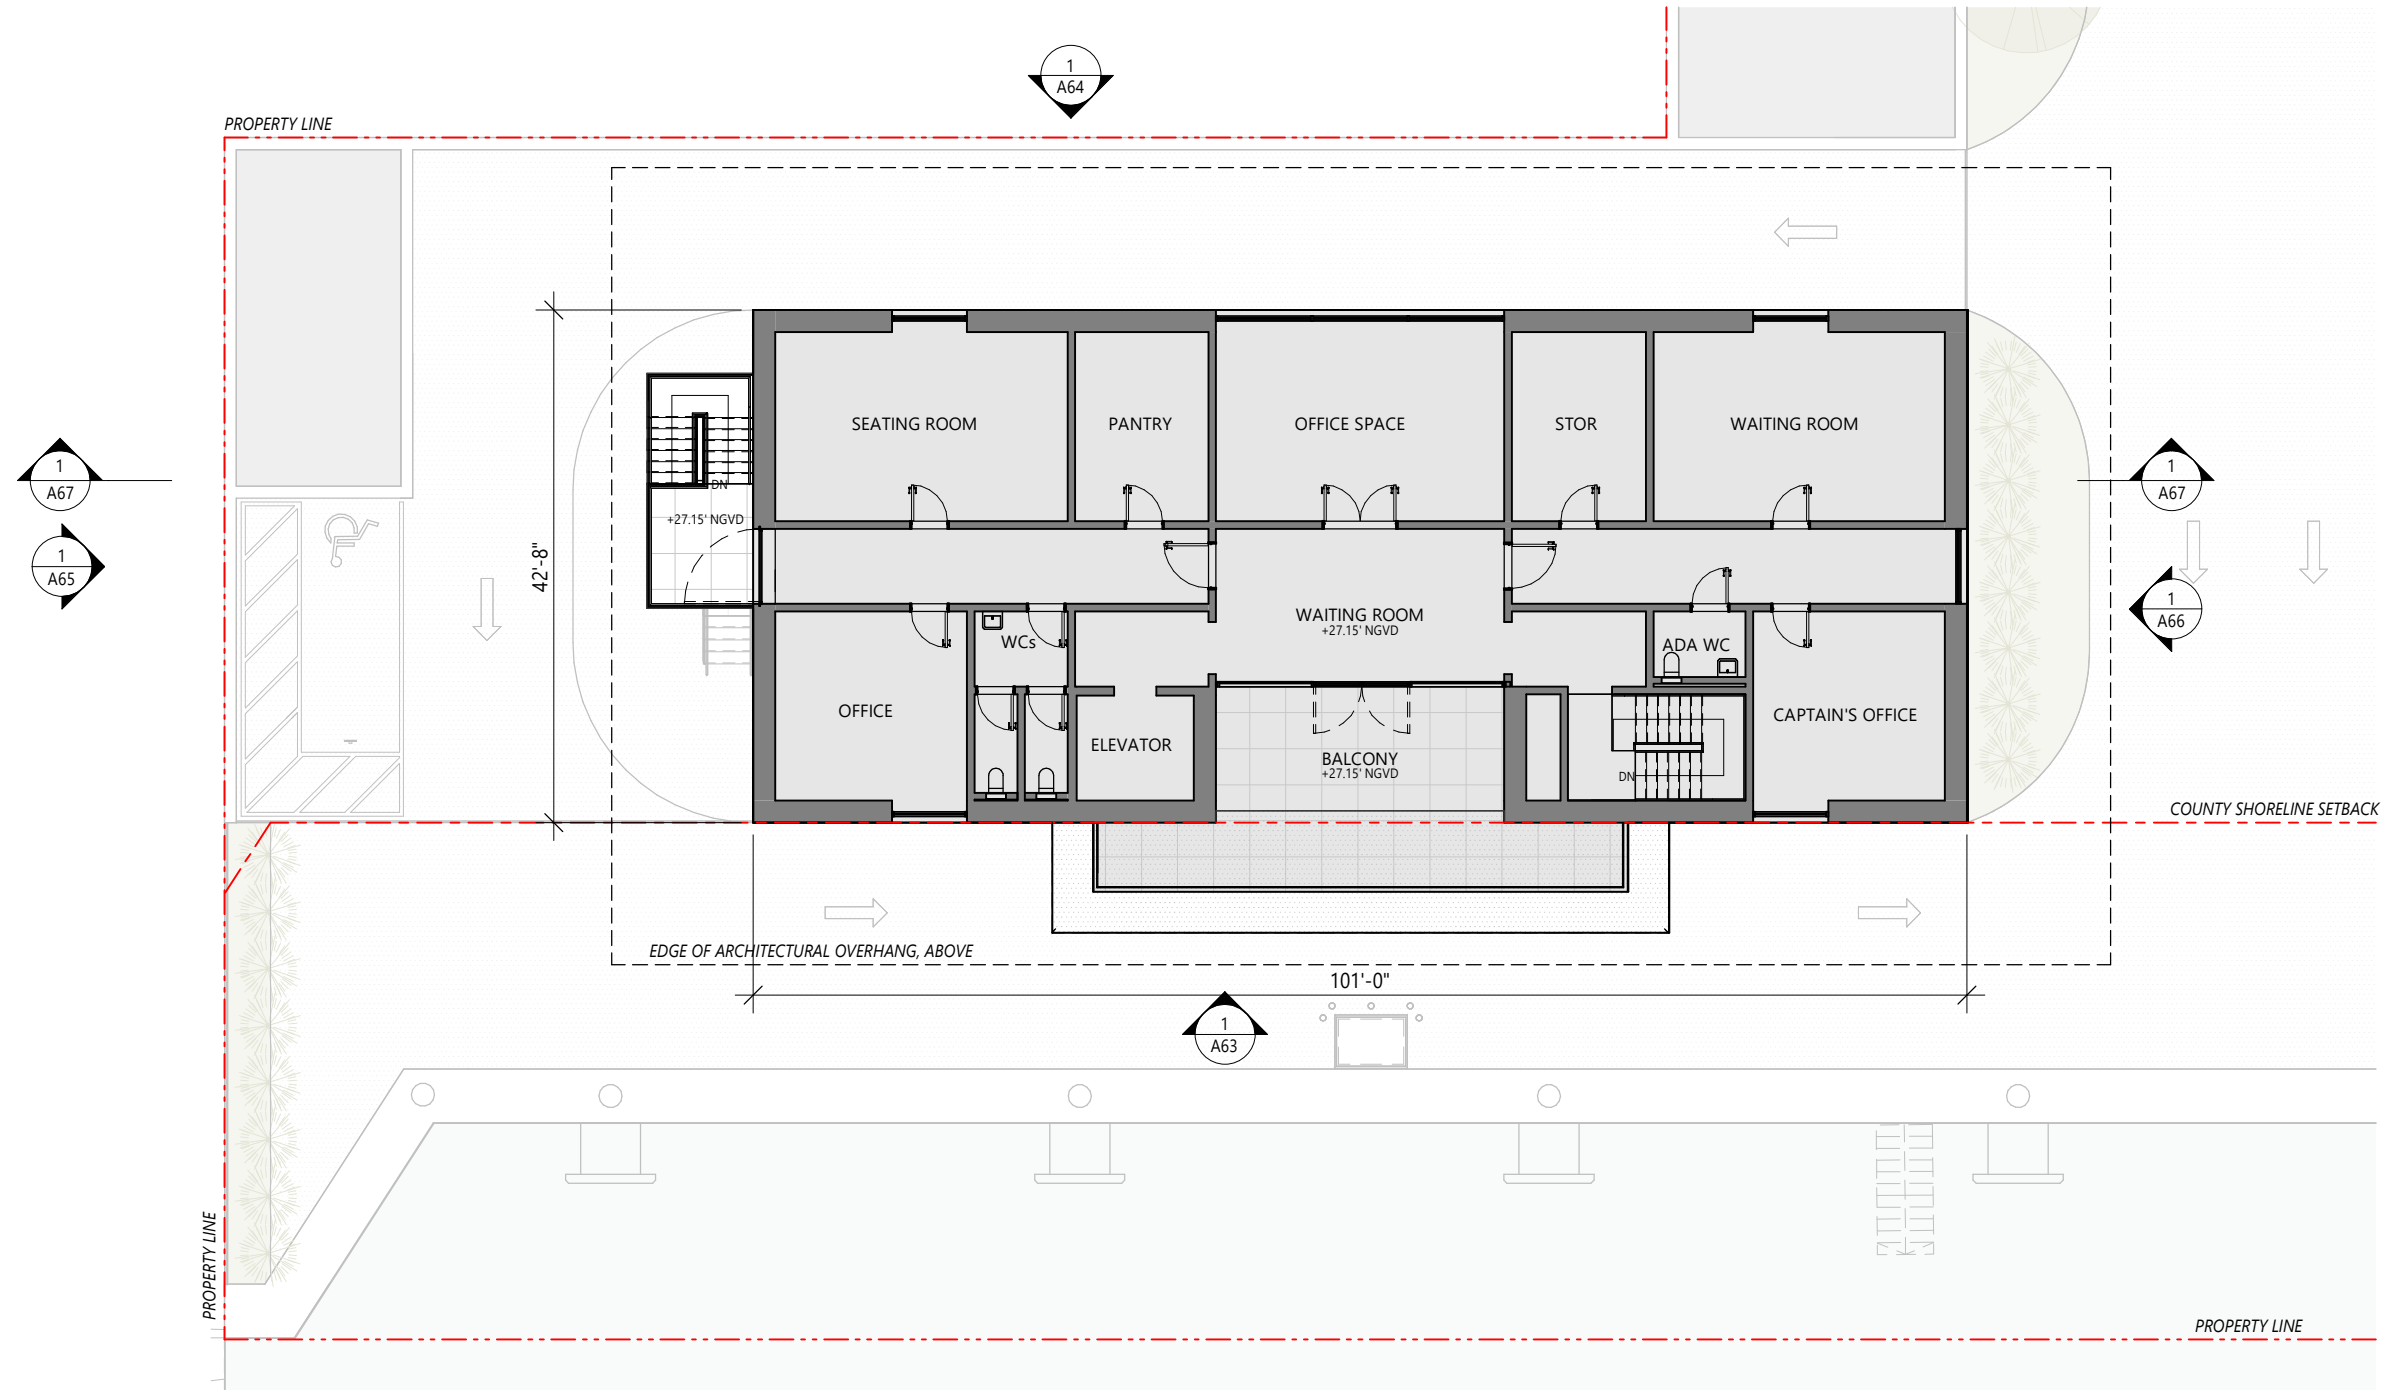 1
A64
PROPERTY LINE
SEATING ROOM
PANTRY
OFFICE SPACE
STOR
WAITING ROOM
1
A67
1
A67
DN
+27.15' NGVD
1
A65
42'-8"
1
A66
WAITING ROOM
+27.15' NGVD
WCs
ADA WC
OFFICE
CAPTAIN'S OFFICE
ELEVATOR
BALCONY
+27.15' NGVD
DN
COUNTY SHORELINE SETBACK
EDGE OF ARCHITECTURAL OVERHANG, ABOVE
101'-0"
1
A63
PROPERTY LINE
PROPERTY LINE